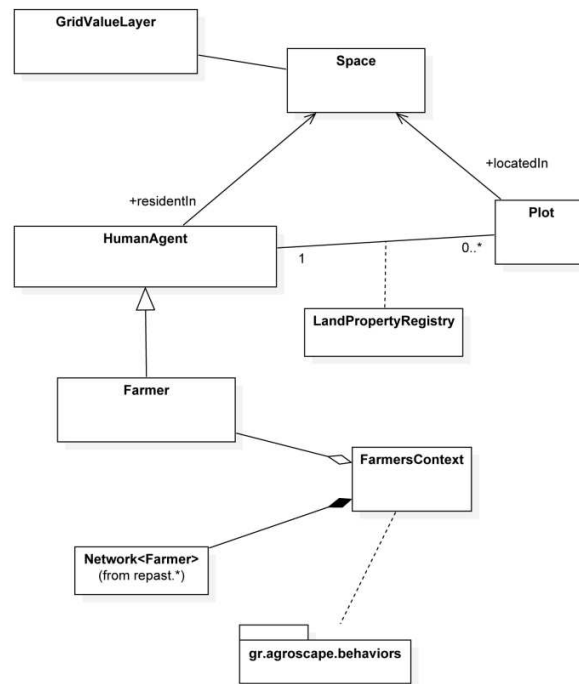 GridValueLayer
Space
+locatedIn
+residentIn
Plot
HumanAgent
1
0..*
LandPropertyRegistry
Farmer
FarmersContext
Network<Farmer>
(from repast.*)
gr.agroscape.behaviors